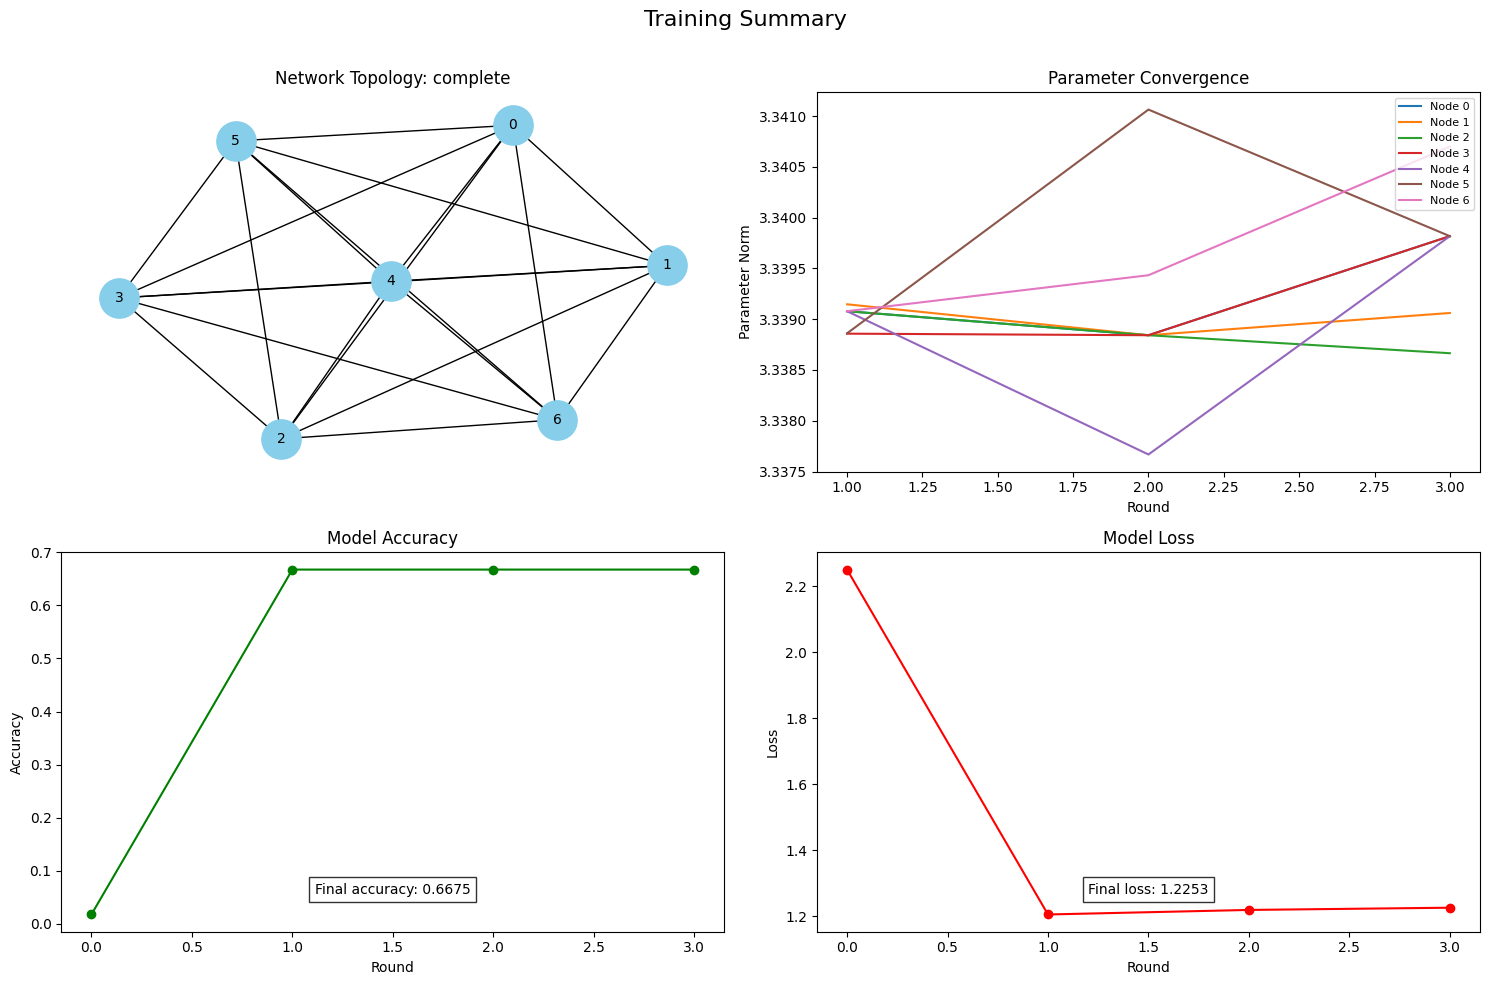 Training Summary
Network Topology: complete
5
0
1
4
3
6
2
Parameter Convergence
Parameter Norm
3.3410
3.3405
3.3400
3.3395
3.3390
3.3385
3.3380
3.3375
1.00 1.25 1.50 1.75 2.00 2.25 2.50 2.75 3.00
Round
Node 0
Node 1
Node 2
Node 3
Node 4
Node 5
Node 6
Model Accuracy
Accuracy
0.7
0.6
0.5
0.4
0.3
0.2
0.1
0.0
Final accuracy: 0.6675
0.0 0.5 1.0 1.5 2.0 2.5 3.0
Round
Model Loss
Loss
2.2
2.0
1.8
1.6
1.4
1.2
Final loss: 1.2253
0.0 0.5 1.0 1.5 2.0 2.5 3.0
Round